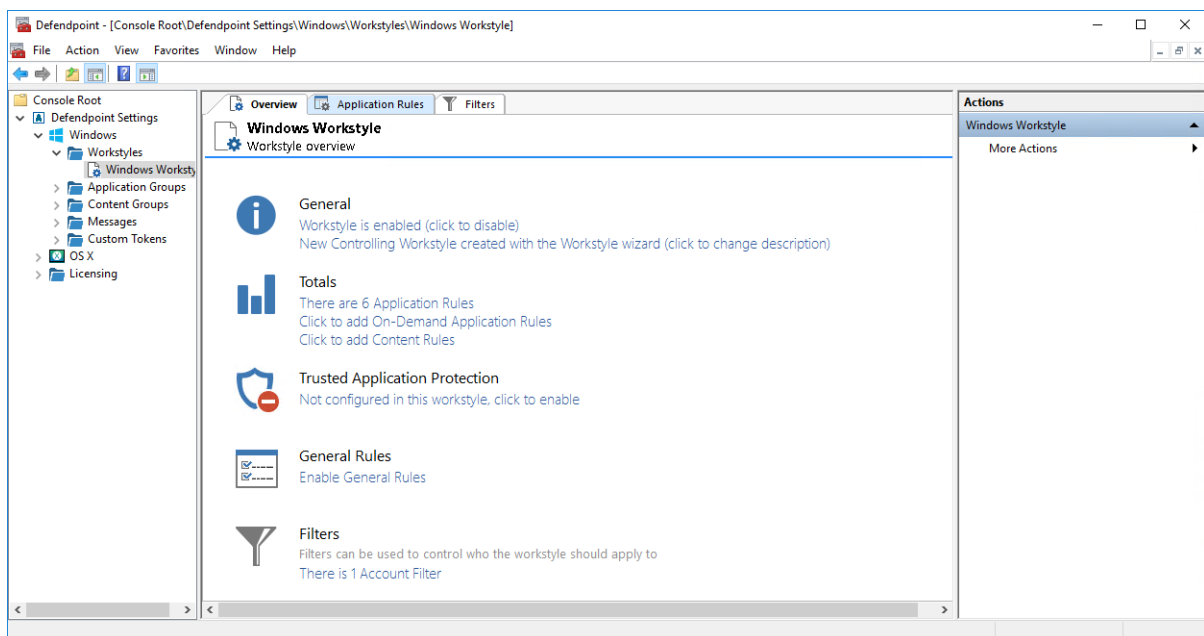 Defendpoint - [Console Root\Defendpoint Settings\Windows\Workstyles\Windows Workstyle]
File Action View Favorites Window Help
Console Root
Defendpoint Settings
Windows
Workstyles
Windows Worksty
Application Groups
Content Groups
Messages
Custom Tokens
OS X
Licensing
Overview Application Rules Filters
Windows Workstyle
Workstyle overview
General
Workstyle is enabled (click to disable)
New Controlling Workstyle created with the Workstyle wizard (click to change description)
Totals
There are 6 Application Rules
Click to add On-Demand Application Rules
Click to add Content Rules
Trusted Application Protection
Not configured in this workstyle, click to enable
General Rules
Enable General Rules
Filters
Filters can be used to control who the workstyle should apply to
There is 1 Account Filter
Actions
Windows Workstyle
More Actions